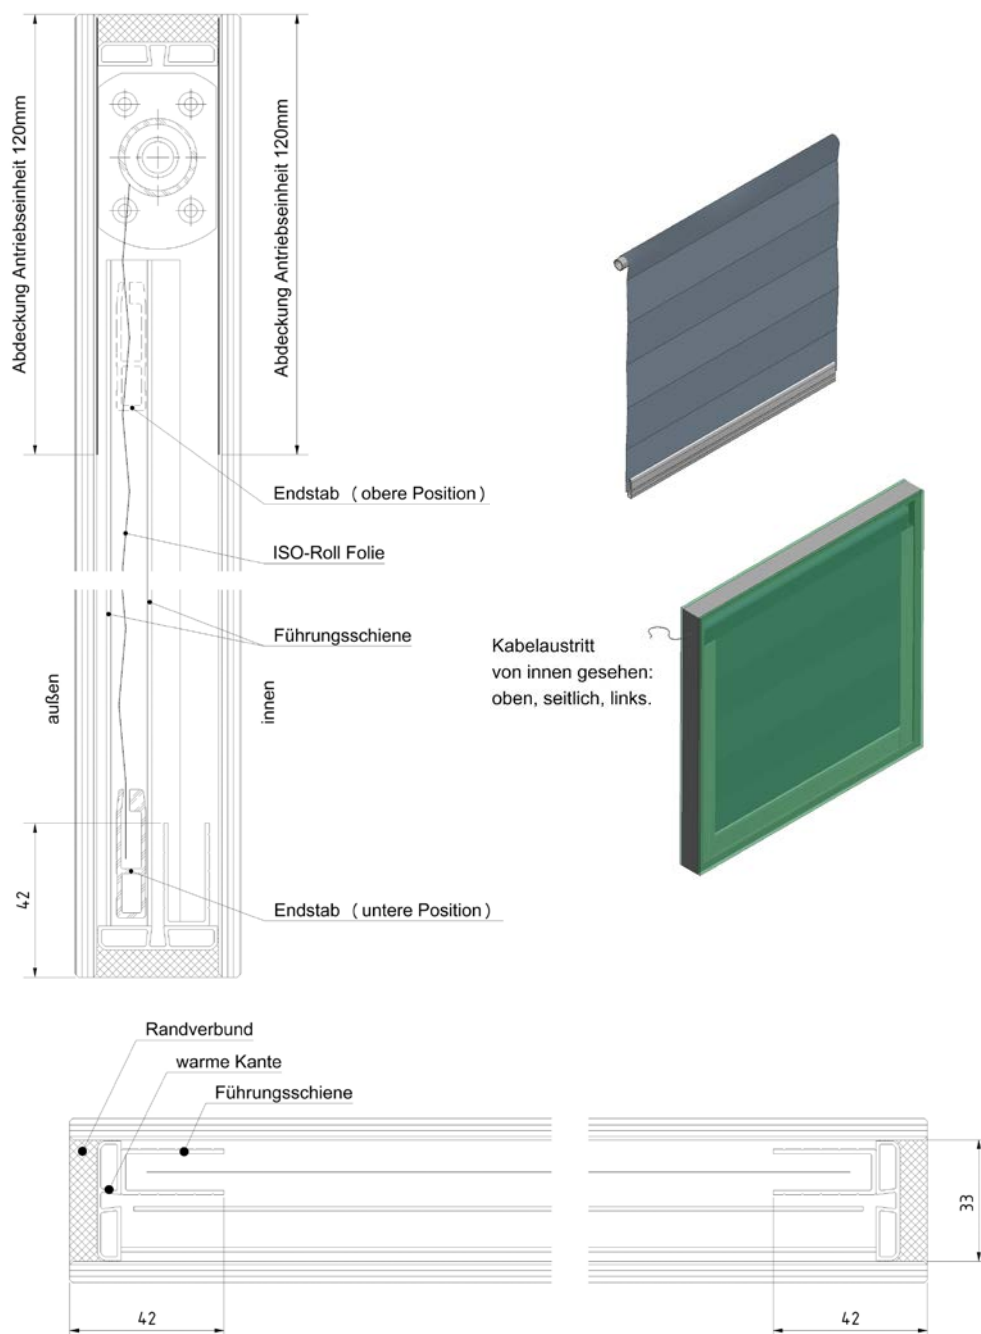 Abdeckung Antriebseinheit 120mm
Abdeckung Antriebseinheit 120mm
Endstab ( obere Position )
ISO-Roll Folie
Führungsschiene
außen
innen
Kabelaustritt
von innen gesehen:
oben, seitlich, links.
42
Endstab ( untere Position )
Randverbund
warme Kante
Führungsschiene
33
42
42